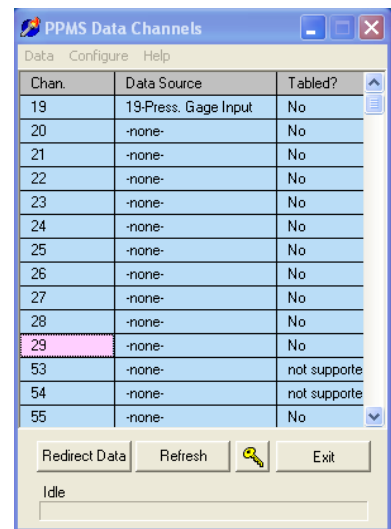 PPMS Data Channels
Data Configure Help
Chan. Data Source Tabled?
19 19-Press. Gage Input No
20 -none- No
21 -none- No
22 -none- No
23 -none- No
24 -none- No
25 -none- No
26 -none- No
27 -none- No
28 -none- No
29 -none- No
53 -none- not supporte
54 -none- not supporte
55 -none- No
Redirect Data Refresh Exit
Idle